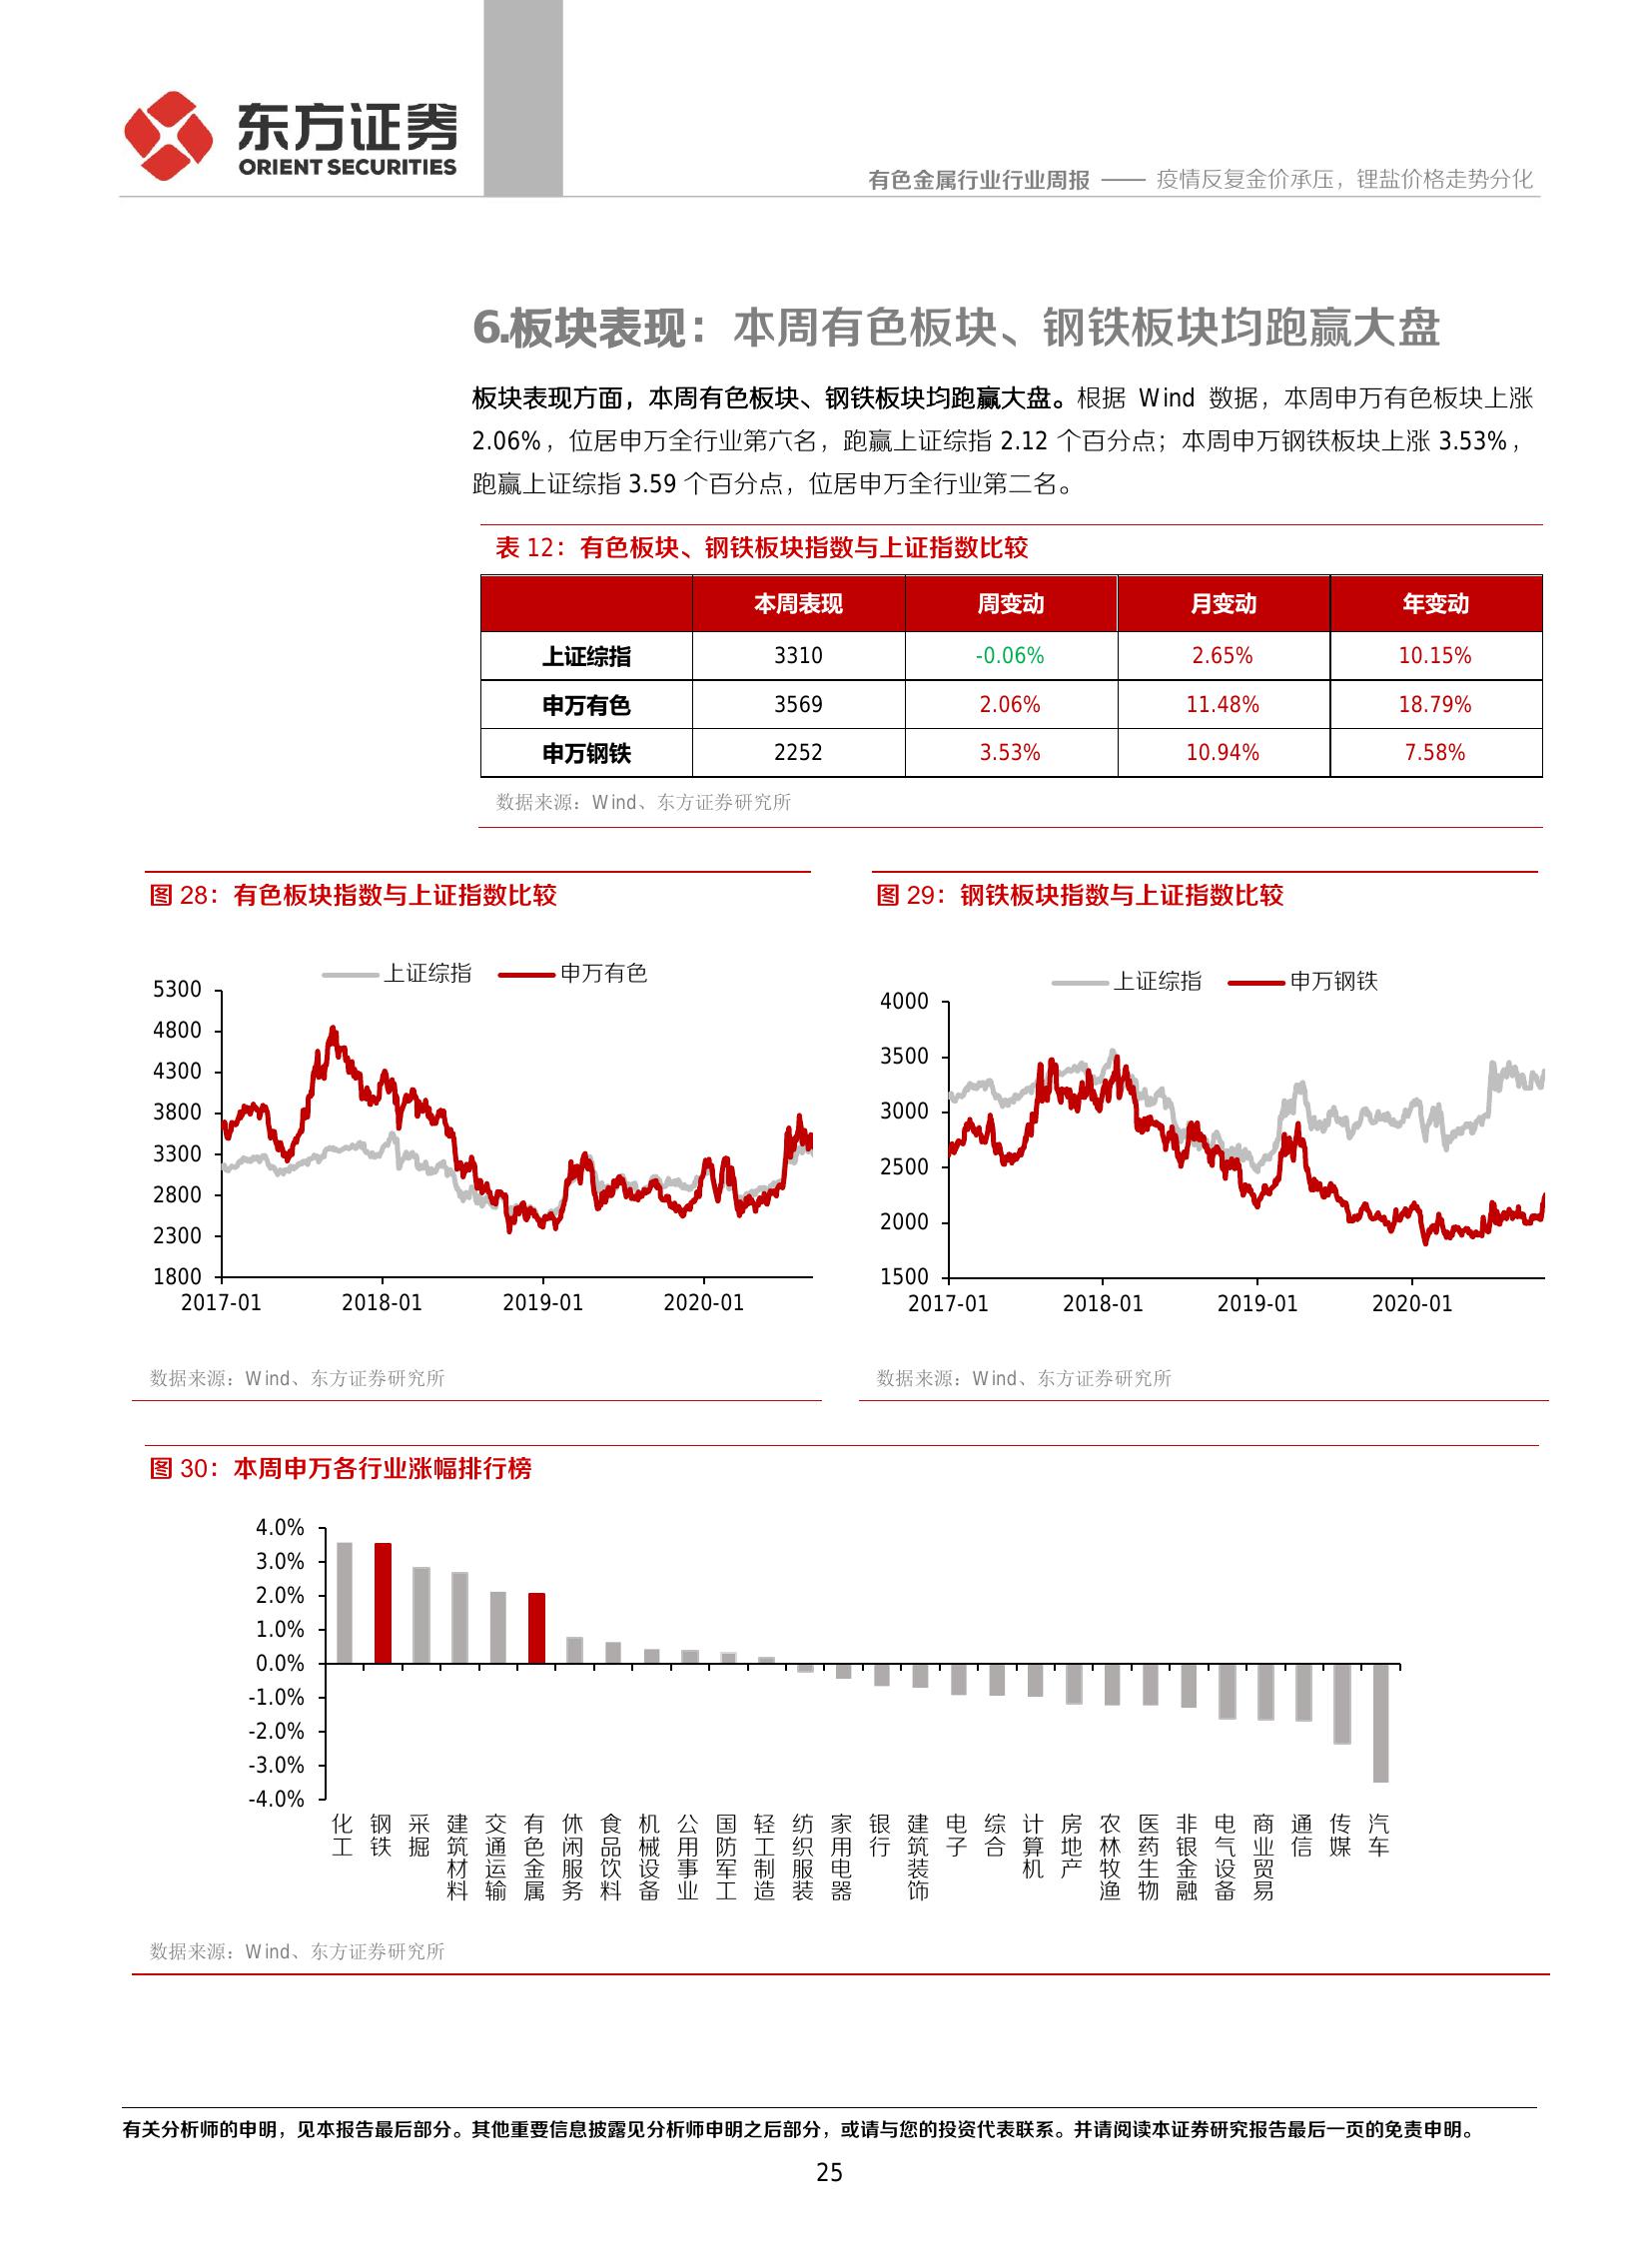 东方证券
ORIENT SECURITIES
有色金属行业行业周报 —— 疫情反复金价承压，锂盐价格走势分化
6.板块表现：本周有色板块、钢铁板块均跑赢大盘
板块表现方面，本周有色板块、钢铁板块均跑赢大盘。根据 Wind 数据，本周申万有色板块上涨
2.06%，位居申万全行业第六名，跑赢上证综指 2.12 个百分点；本周申万钢铁板块上涨 3.53%，
跑赢上证综指 3.59 个百分点，位居申万全行业第二名。
表 12：有色板块、钢铁板块指数与上证指数比较
本周表现 周变动 月变动 年变动
上证综指 3310 -0.06% 2.65% 10.15%
申万有色 3569 2.06% 11.48% 18.79%
申万钢铁 2252 3.53% 10.94% 7.58%
数据来源：Wind、东方证券研究所
图 28：有色板块指数与上证指数比较
上证综指 申万有色
5300
4800
4300
3800
3300
2800
2300
1800
2017-01 2018-01 2019-01 2020-01
数据来源：Wind、东方证券研究所
图 29：钢铁板块指数与上证指数比较
上证综指 申万钢铁
4000
3500
3000
2500
2000
1500
2017-01 2018-01 2019-01 2020-01
数据来源：Wind、东方证券研究所
图 30：本周申万各行业涨幅排行榜
4.0%
3.0%
2.0%
1.0%
0.0%
-1.0%
-2.0%
-3.0%
-4.0%
化工 钢铁 采掘 建筑材料 交通运输 有色金属 休闲服务 食品饮料 机械设备 公用事业 国防军工 轻工制造 纺织服装 家用电器 银行 建筑装饰 电子 综合 计算机 房地产 农林牧渔 医药生物 非银金融 电气设备 商业贸易 通信 传媒 汽车
数据来源：Wind、东方证券研究所
有关分析师的申明，见本报告最后部分。其他重要信息披露见分析师申明之后部分，或请与您的投资代表联系。并请阅读本证券研究报告最后一页的免责申明。
25